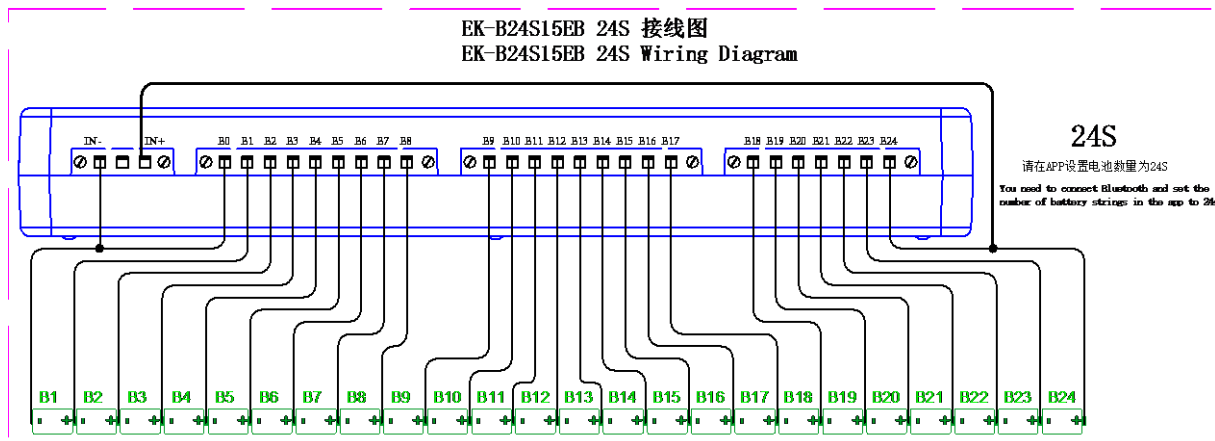 EK-B24S15EB 24S 接线图
EK-B24S15EB 24S Wiring Diagram
IN- IN+ B0 B1 B2 B3 B4 B5 B6 B7 B8 B9 B10 B11 B12 B13 B14 B15 B16 B17 B18 B19 B20 B21 B22 B23 B24
24S
请在APP设置电池数量为24S
You need to connect Bluetooth and set the
number of battery strings in the app to 24
B1 B2 B3 B4 B5 B6 B7 B8 B9 B10 B11 B12 B13 B14 B15 B16 B17 B18 B19 B20 B21 B22 B23 B24